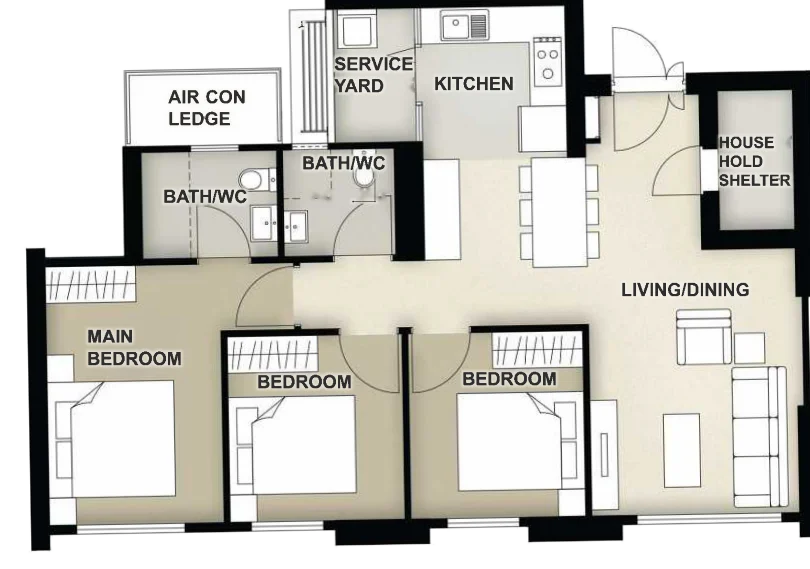 SERVICE
YARD
KITCHEN
AIR CON
LEDGE
HOUSE
HOLD
SHELTER
BATH/WC
BATH/WC
LIVING/DINING
MAIN
BEDROOM
BEDROOM
BEDROOM